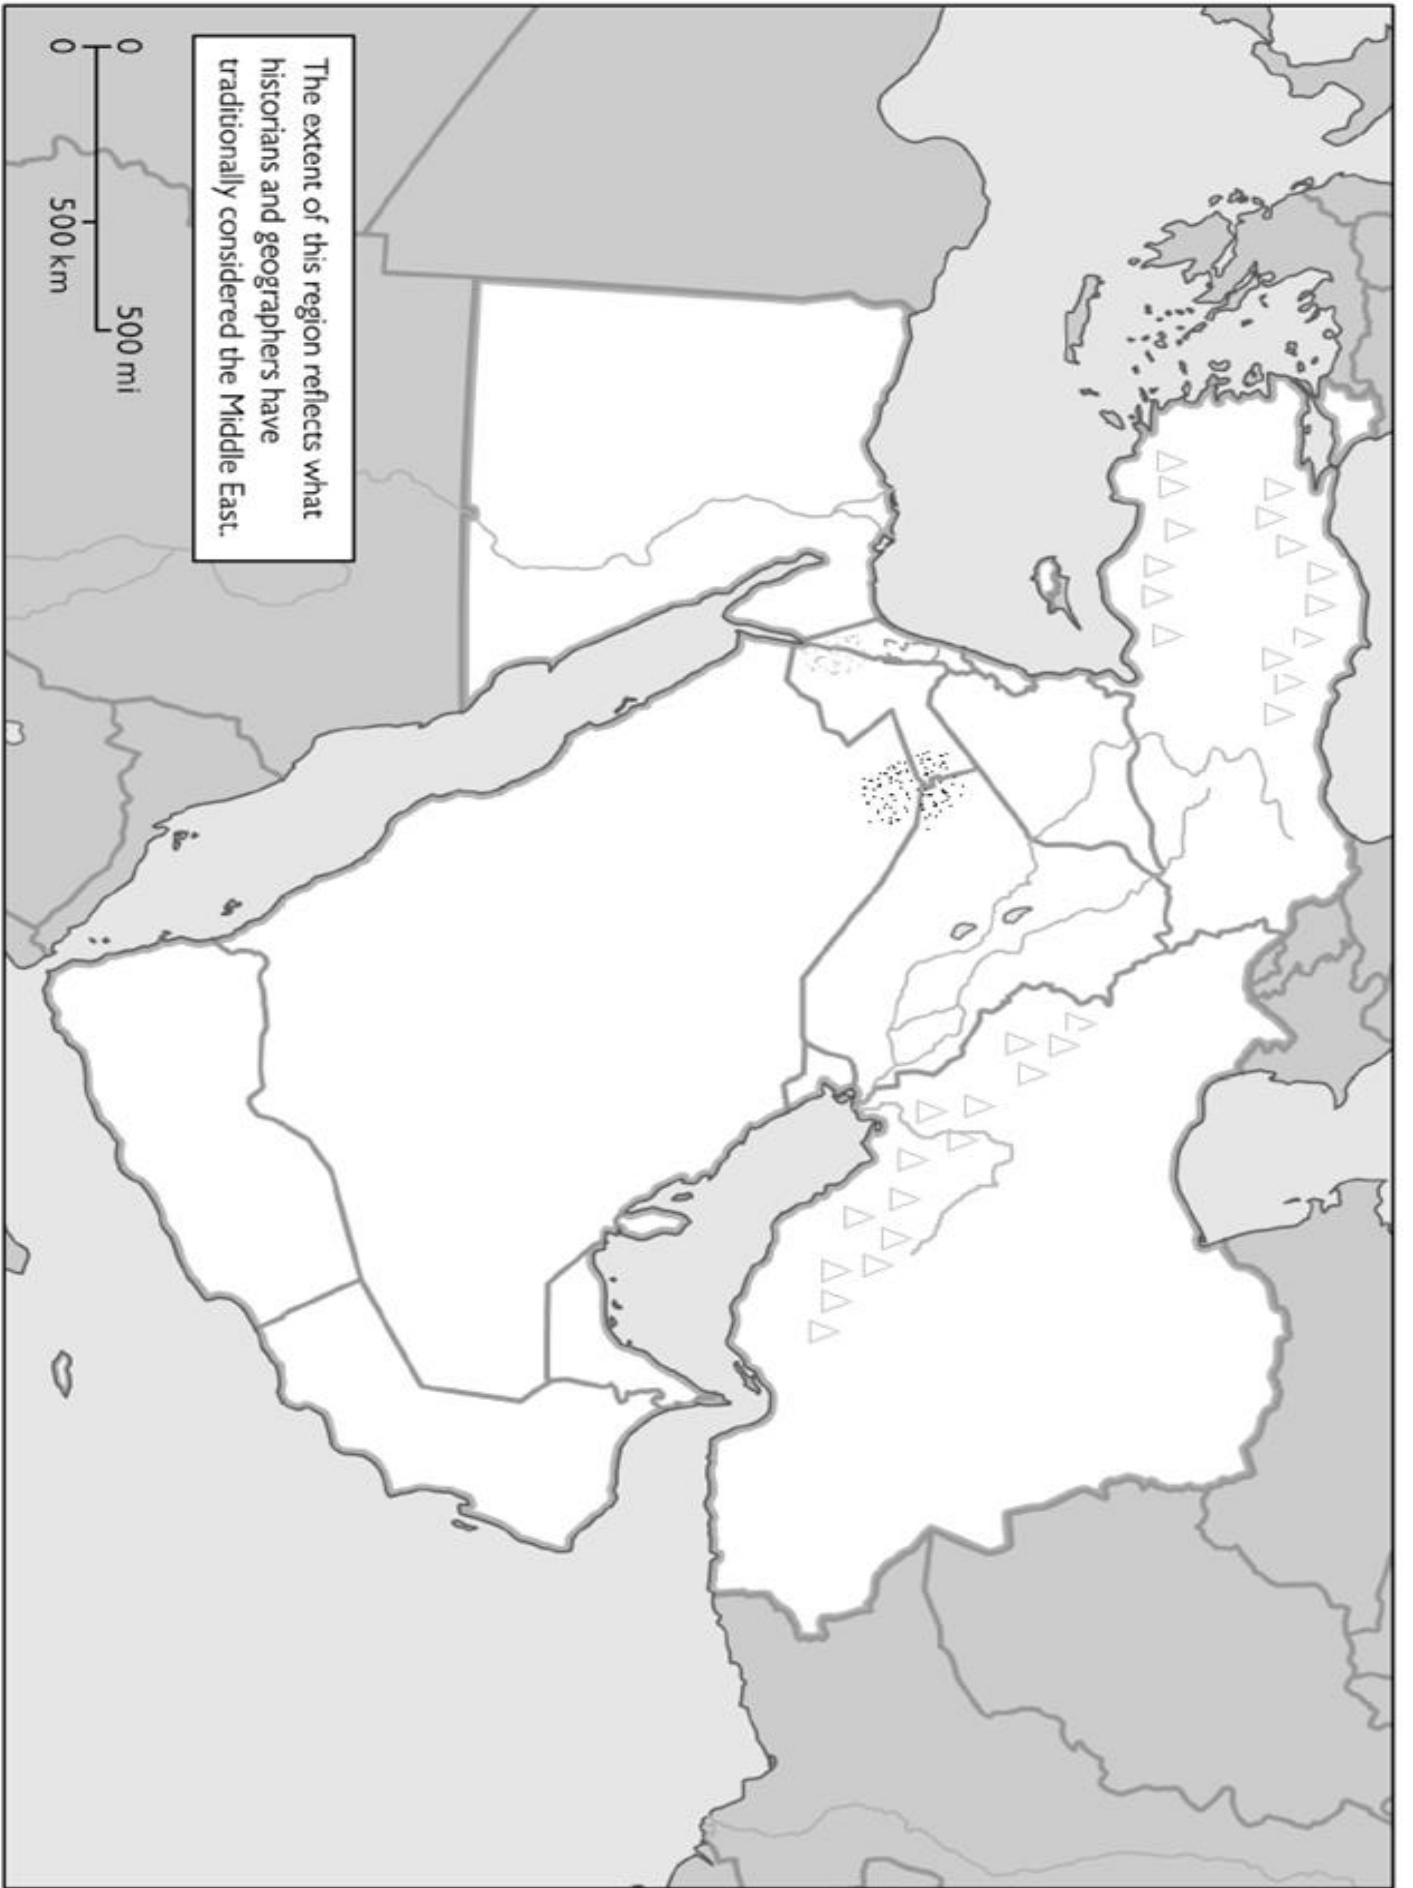 The extent of this region reflects what
historians and geographers have
traditionally considered the Middle East.
0 500 mi
0 500 km